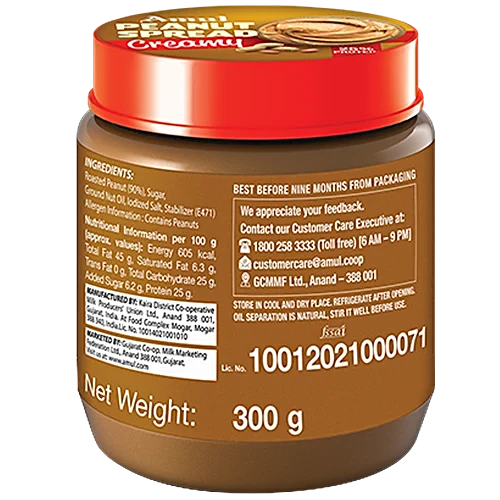 Amul
PEANUT
SPREAD
Creamy
INGREDIENTS:
Roasted Peanut (90%), Sugar,
Ground Nut Oil, Iodized Salt, Stabilizer (E471)
Allergen Information : Contains Peanuts
Nutritional Information per 100 g
(approx. values): Energy 605 kcal,
Total Fat 45 g, Saturated Fat 6.3 g,
Trans Fat 0 g, Total Carbohydrate 25 g,
Added Sugar 6.2 g, Protein 25 g.
MANUFACTURED BY: Kaira District Co-operative
Milk Producers' Union Ltd., Anand 388 001,
Gujarat, India. At Food Complex Mogar, Mogar
388 340, India. Lic. No. 10014021001010
MARKETED BY: Gujarat Co-op. Milk Marketing
Federation Ltd., Anand 388 001, Gujarat.
Visit us at: www.amul.com
BEST BEFORE NINE MONTHS FROM PACKAGING
We appreciate your feedback.
Contact our Customer Care Executive at:
1800 258 3333 (Toll free) [6 AM – 9 PM]
customercare@amul.coop
GCMMF Ltd., Anand – 388 001
STORE IN COOL AND DRY PLACE. REFRIGERATE AFTER OPENING.
OIL SEPARATION IS NATURAL, STIR IT WELL BEFORE USE.
fssai
Lic. No. 10012021000071
Net Weight: 300 g